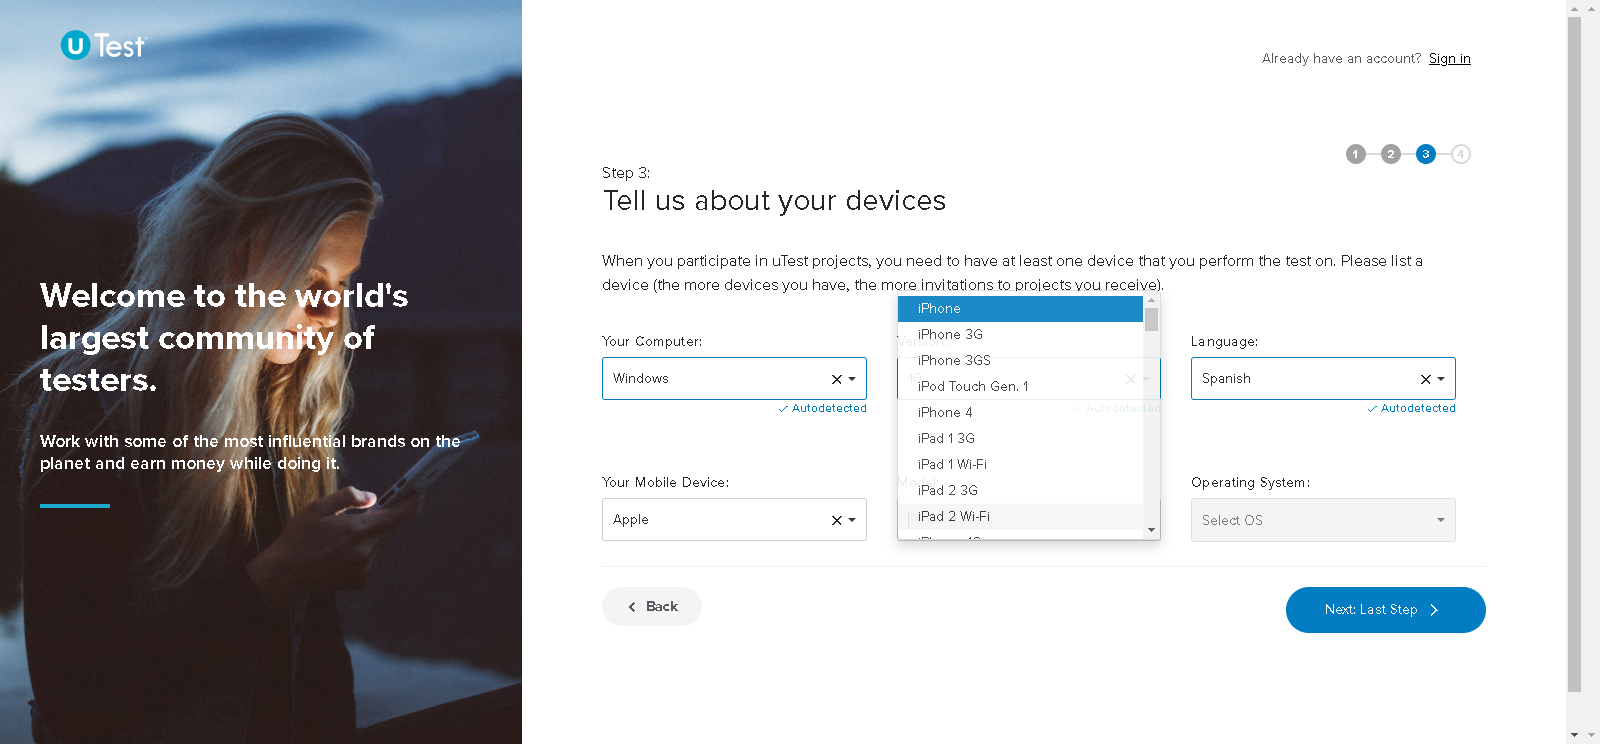 uTest
Already have an account? Sign in
1 2 3 4
Step 3:
Tell us about your devices
When you participate in uTest projects, you need to have at least one device that you perform the test on. Please list a
device (the more devices you have, the more invitations to projects you receive).
Welcome to the world's
largest community of
testers.
Work with some of the most influential brands on the
planet and earn money while doing it.
Your Computer:
Windows
Autodetected
Version:
10
Autodetected
Language:
Spanish
Autodetected
Your Mobile Device:
Apple
Model:
iPhone
iPhone 3G
iPhone 3GS
iPod Touch Gen. 1
iPhone 4
iPad 1 3G
iPad 1 Wi-Fi
iPad 2 3G
iPad 2 Wi-Fi
Operating System:
Select OS
Back
Next: Last Step